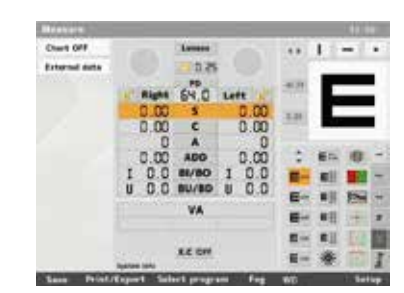 Measure
Chart OFF
External data
Lenses
0.25
PD
Right 64.0 Left
0.00 S 0.00
0.00 C 0.00
0 A 0
0.00 ADD 0.00
I 0.0 BI/BO I 0.0
U 0.0 BU/BD U 0.0
VA
X.C OFF
E
Save Print/Export Select program Fog WD Setup